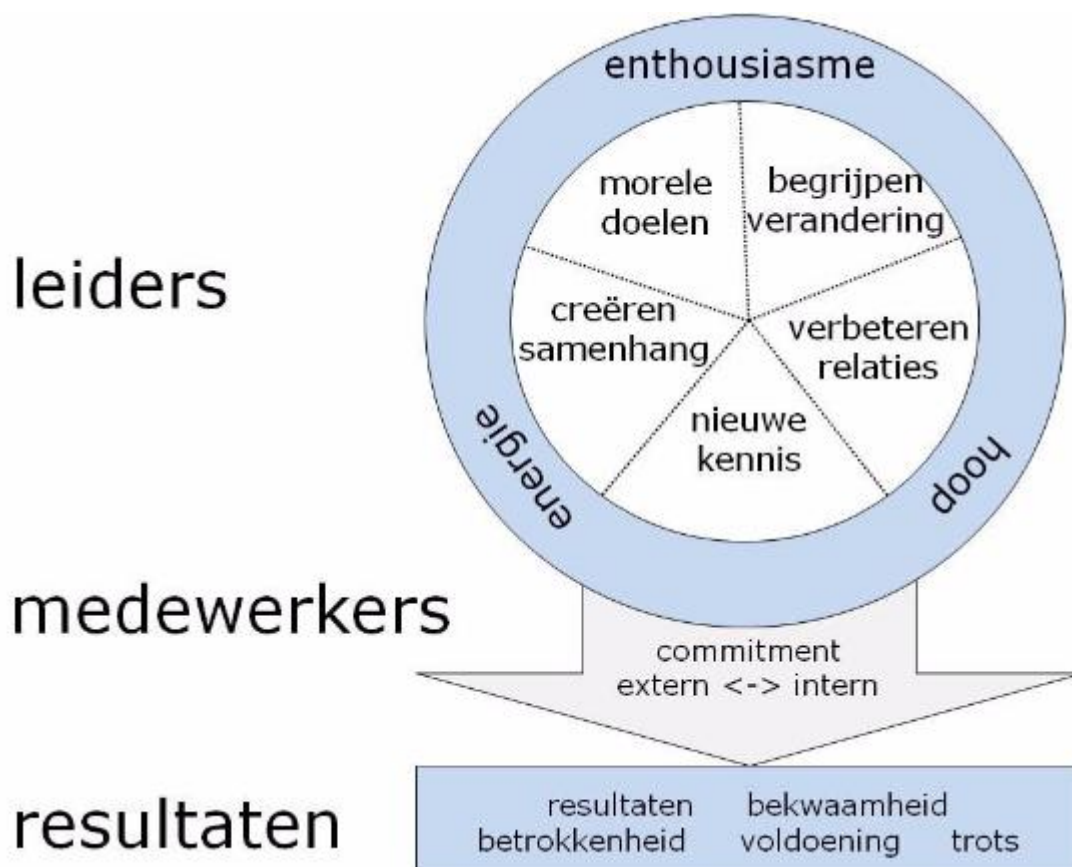 enthousiasme
morele
doelen
begrijpen
verandering
leiders
creëren
samenhang
verbeteren
relaties
nieuwe
kennis
energie
hoop
medewerkers
commitment
extern <-> intern
resultaten
resultaten bekwaamheid
betrokkenheid voldoening trots